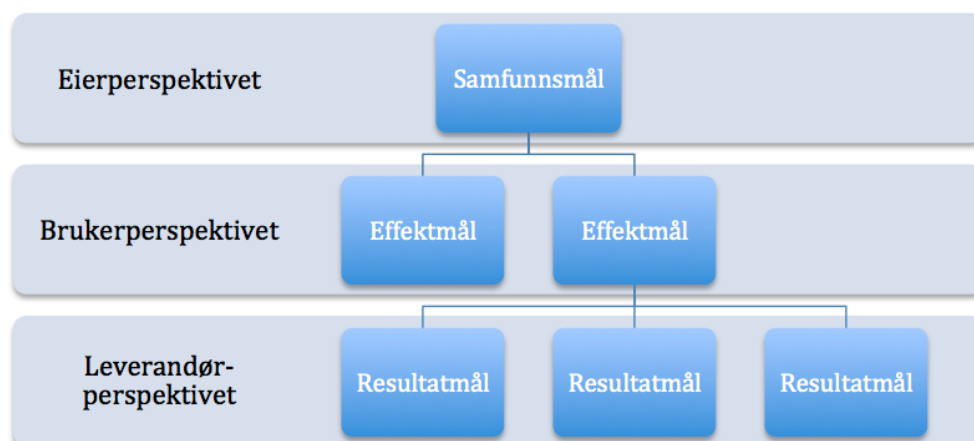 Eierperspektivet
Samfunnsmål
Brukerperspektivet
Effektmål
Effektmål
Leverandør-
perspektivet
Resultatmål
Resultatmål
Resultatmål